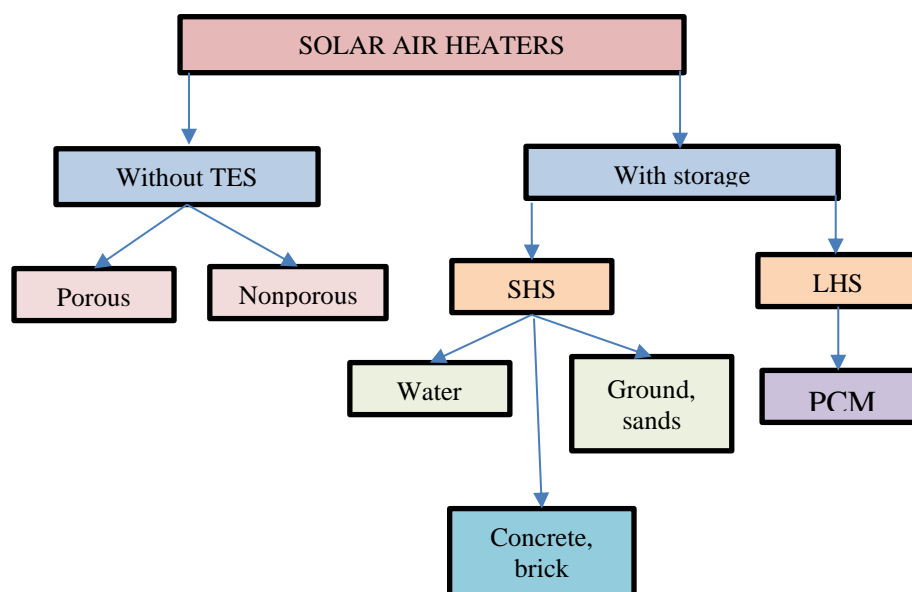 SOLAR AIR HEATERS
Without TES
With storage
Porous
Nonporous
SHS
LHS
Water
Ground,
sands
PCM
Concrete,
brick